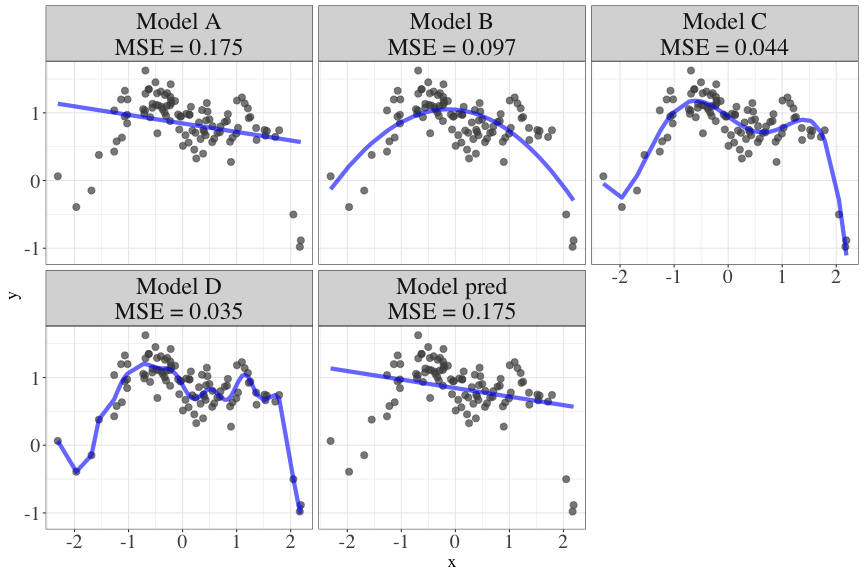 Model A
MSE = 0.175
Model B
MSE = 0.097
Model C
MSE = 0.044
1
0
-1
-2 -1 0 1 2
Model D
MSE = 0.035
Model pred
MSE = 0.175
y
1
0
-1
-2 -1 0 1 2
-2 -1 0 1 2
x